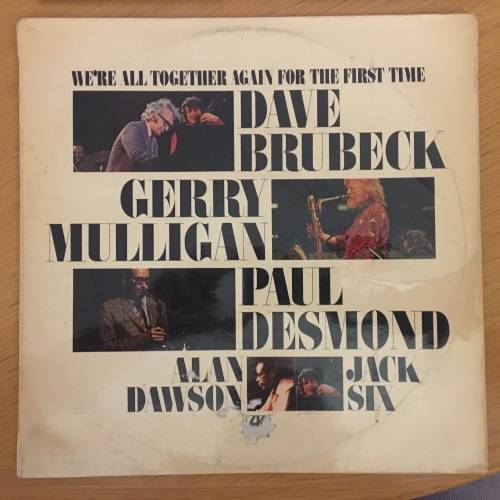 WE'RE ALL TOGETHER AGAIN FOR THE FIRST TIME
DAVE
BRUBECK
GERRY
MULLIGAN
PAUL
DESMOND
ALAN
DAWSON
JACK
SIX